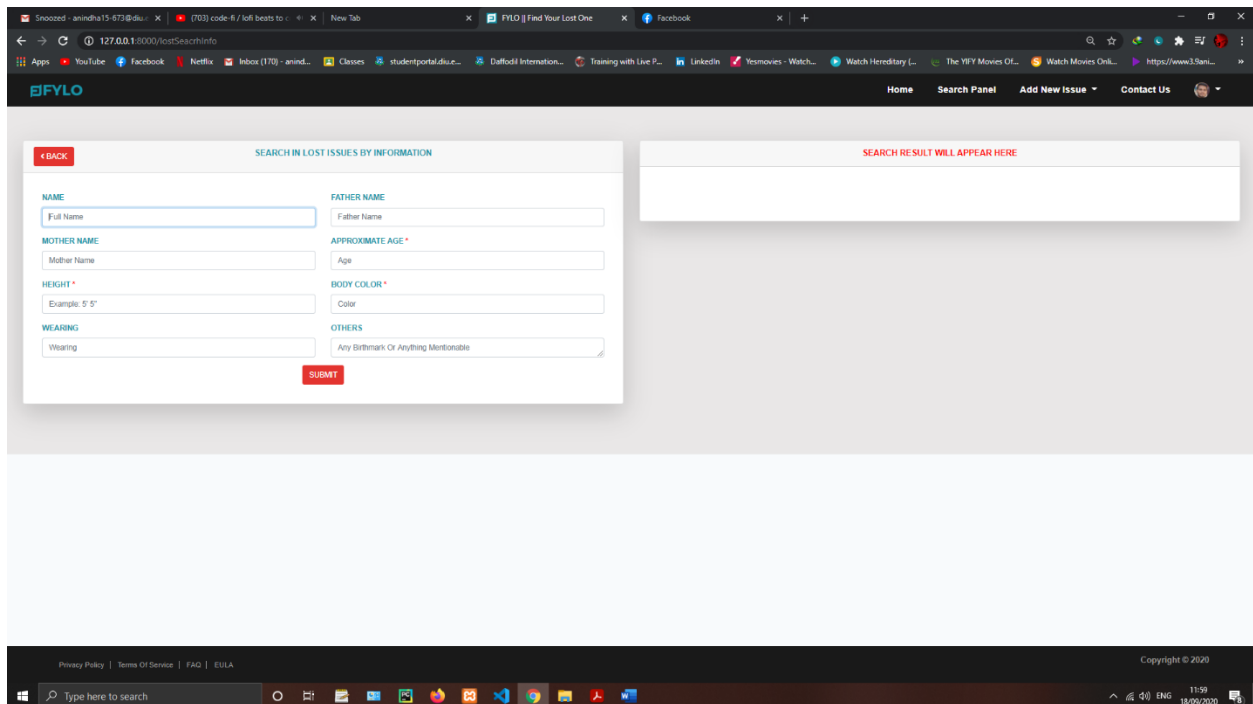 Snoozed - anindha15-673@diu.e
(703) code-fi / lofi beats to c
New Tab
FYLO || Find Your Lost One
Facebook
127.0.0.1:8000/lostSeacrhInfo
Apps YouTube Facebook Netflix Inbox (170) - anind... Classes studentportal.diu.e... Daffodil Internation... Training with Live P... LinkedIn Yesmovies - Watch... Watch Hereditary (... The YIFY Movies Of... Watch Movies Onli... https://www3.9ani... »
FYLO
Home Search Panel Add New Issue Contact Us
BACK
SEARCH IN LOST ISSUES BY INFORMATION
NAME FATHER NAME
Full Name Father Name
MOTHER NAME APPROXIMATE AGE *
Mother Name Age
HEIGHT * BODY COLOR *
Example: 5' 5" Color
WEARING OTHERS
Wearing Any Birthmark Or Anything Mentionable
SUBMIT
SEARCH RESULT WILL APPEAR HERE
Privacy Policy | Terms Of Service | FAQ | EULA
Copyright © 2020
Type here to search
ENG
11:59
18/09/2020